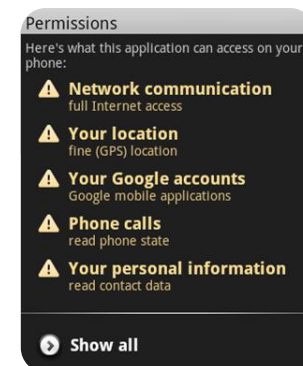 Permissions
Here's what this application can access on your
phone:
Network communication
full Internet access
Your location
fine (GPS) location
Your Google accounts
Google mobile applications
Phone calls
read phone state
Your personal information
read contact data
Show all